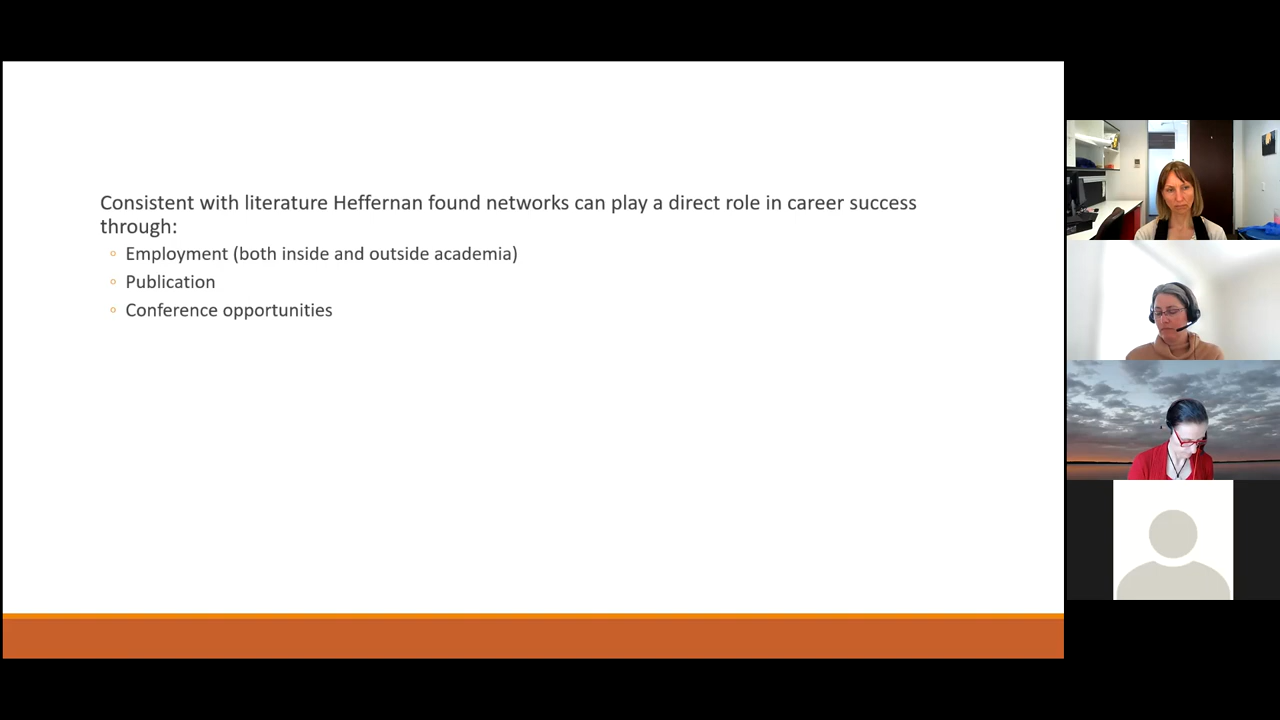 Consistent with literature Heffernan found networks can play a direct role in career success
through:
Employment (both inside and outside academia)
Publication
Conference opportunities